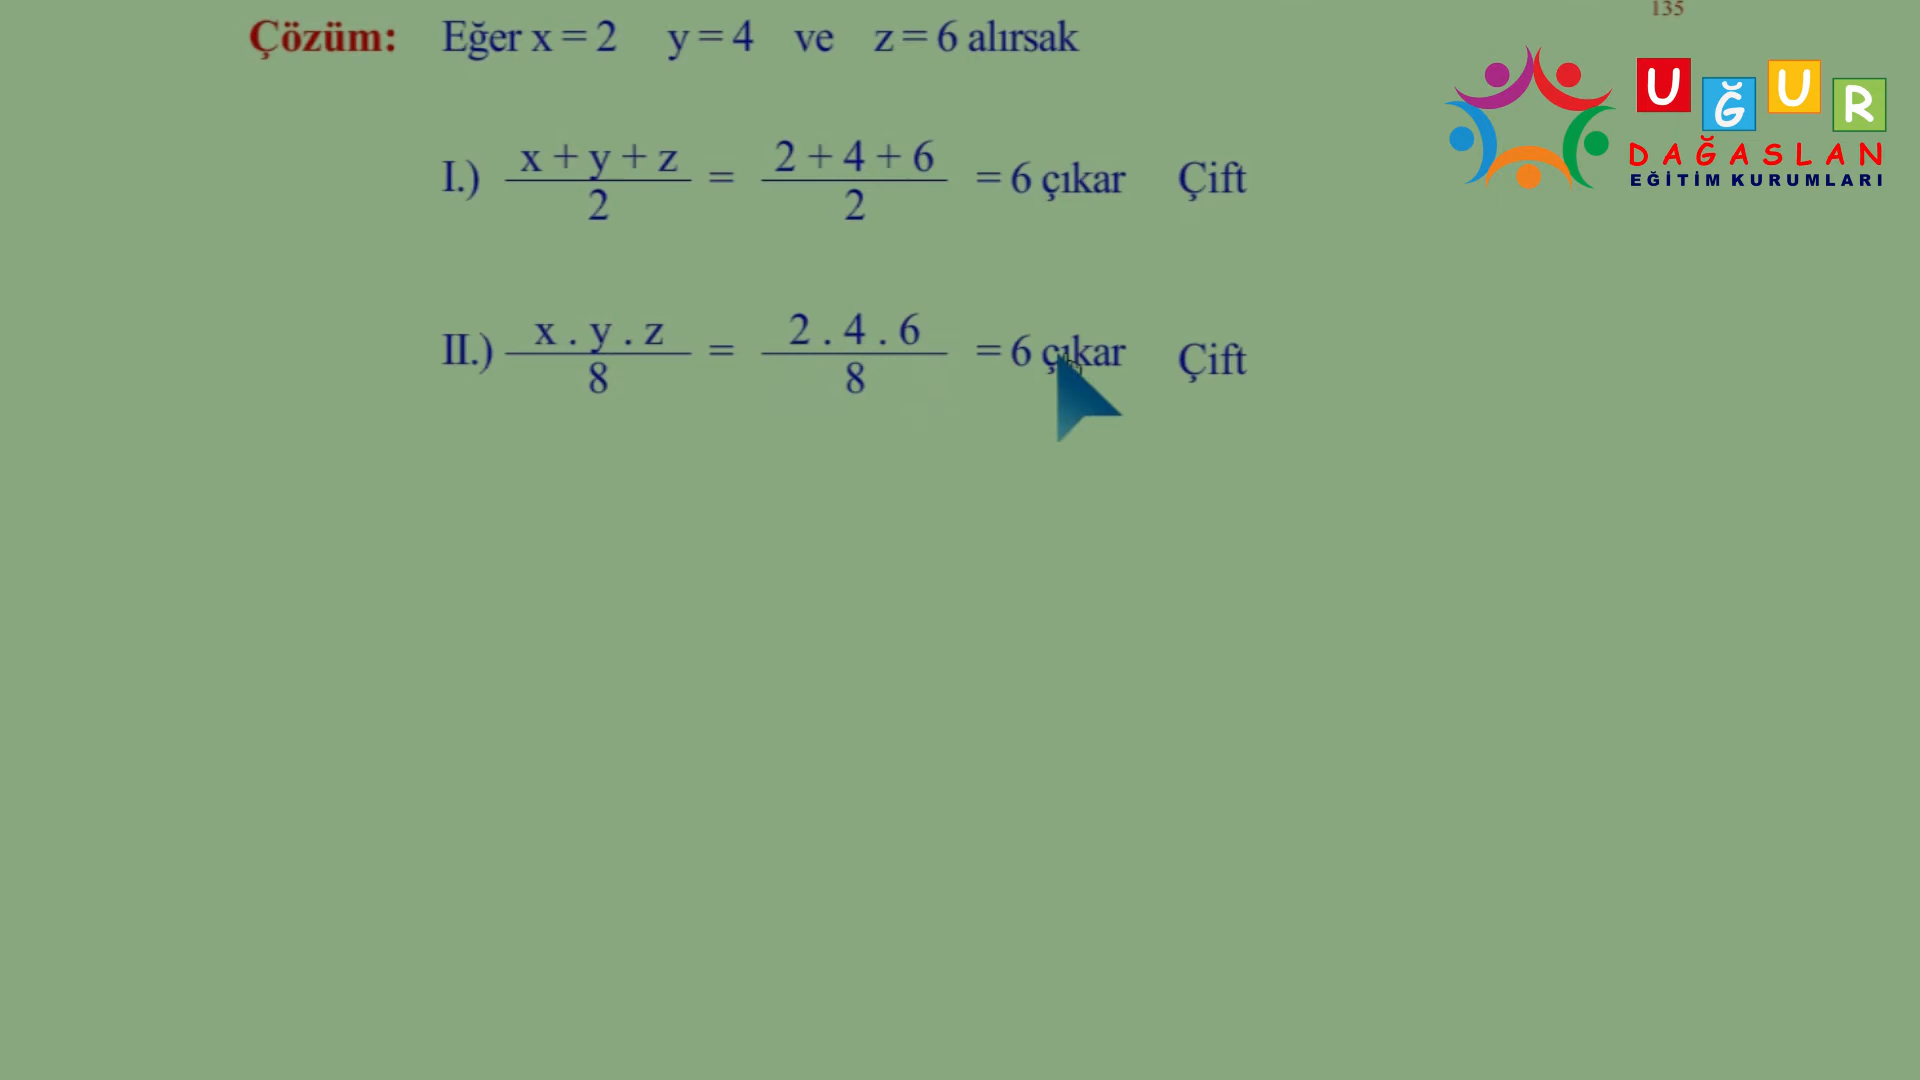 135
Çözüm: Eğer x = 2 y = 4 ve z = 6 alırsak
UĞUR
DAĞASLAN
EĞİTİM KURUMLARI
I.) x + y + z / 2 = 2 + 4 + 6 / 2 = 6 çıkar Çift
II.) x . y . z / 8 = 2 . 4 . 6 / 8 = 6 çıkar Çift